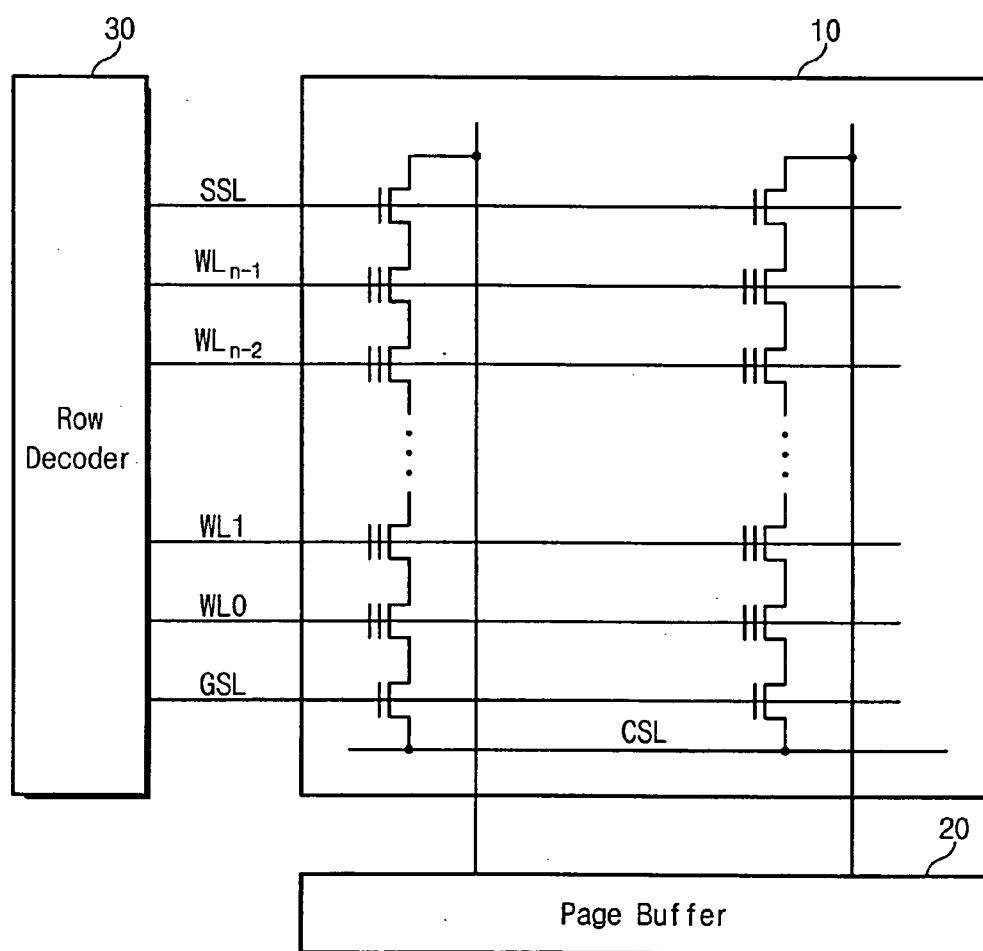 30
10
SSL
WLn-1
WLn-2
Row
Decoder
WL1
WL0
GSL
CSL
20
Page Buffer